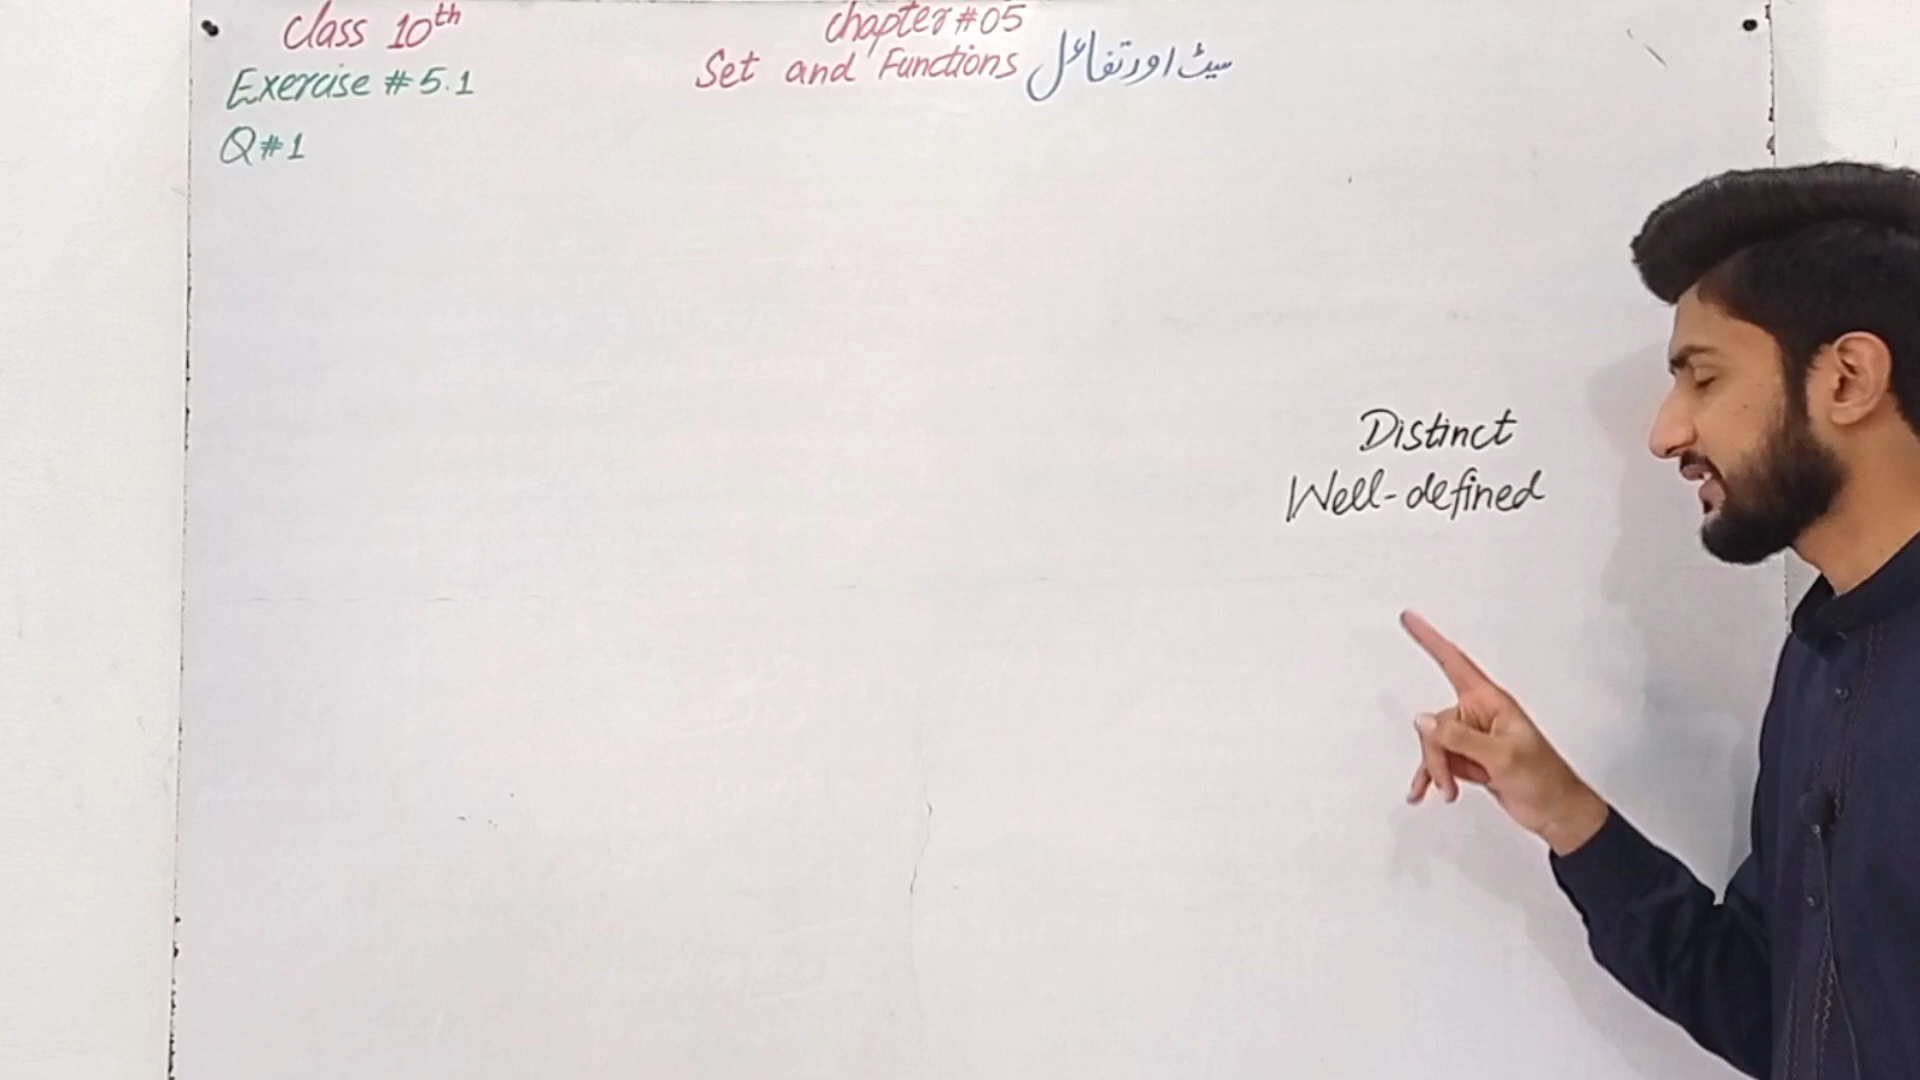 Class 10th
Chapter #05
Exercise #5.1
Set and Functions سیٹ اور تفاعل
Q#1
Distinct
Well-defined